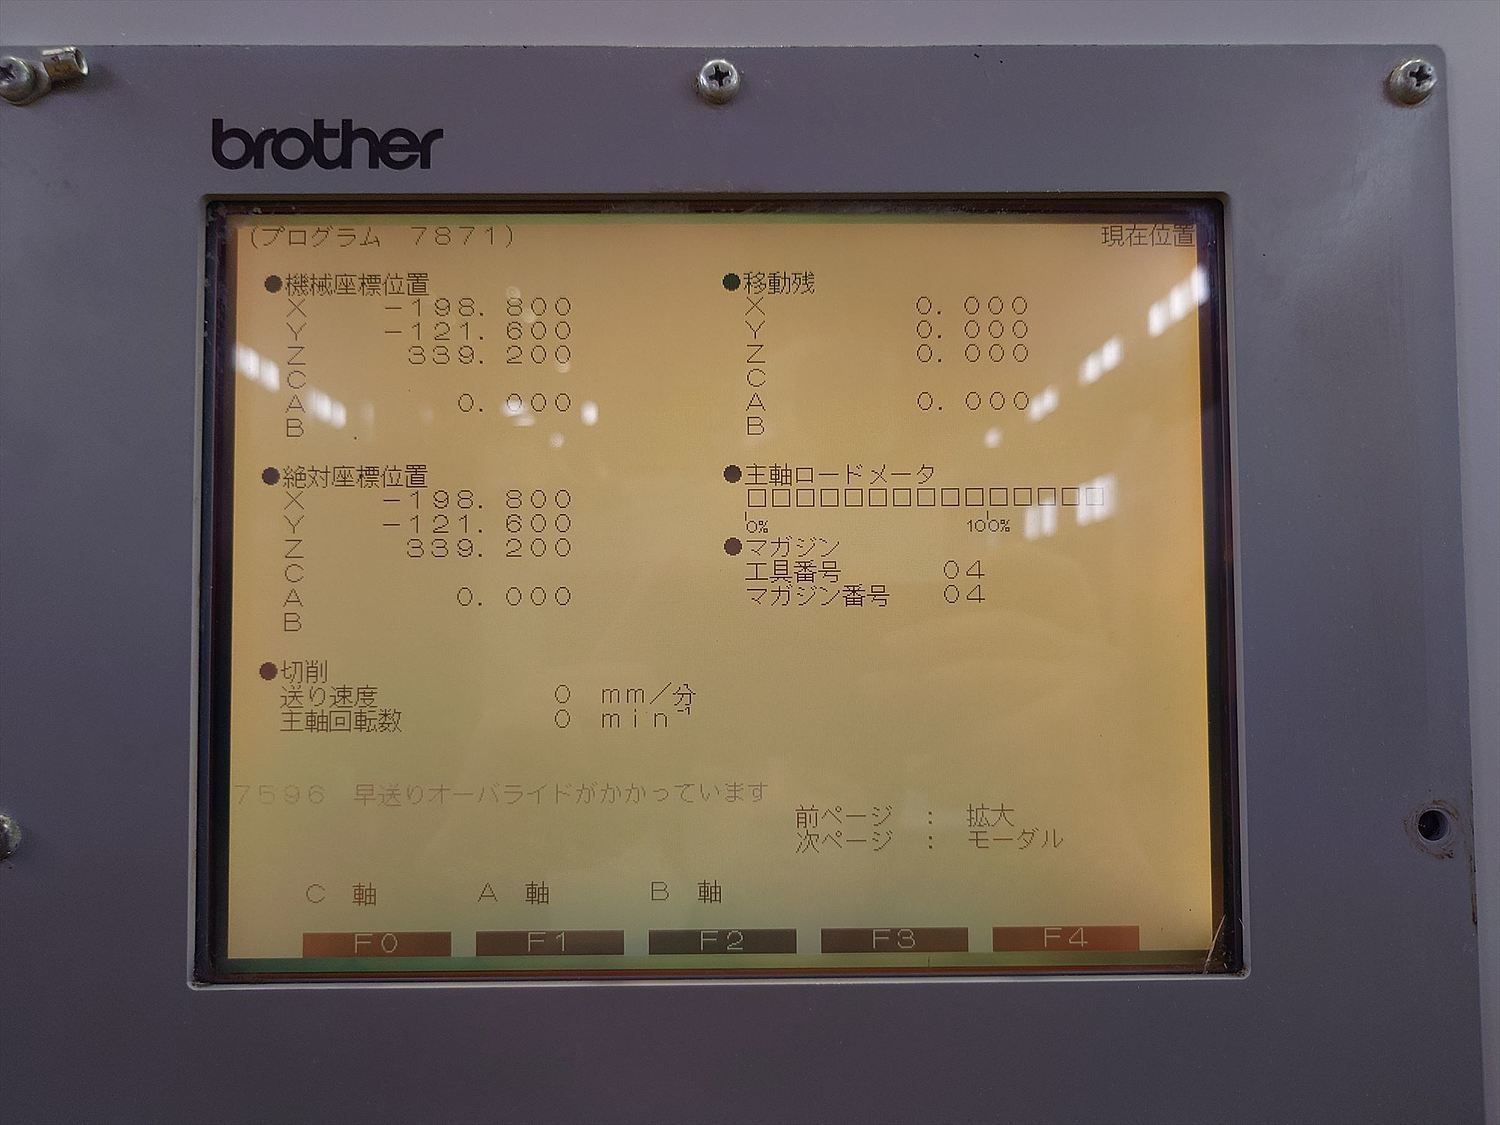 brother
(プログラム 7871) 現在位置
●機械座標位置
X -198.800
Y -121.600
Z 339.200
C
A 0.000
B
●移動残
X 0.000
Y 0.000
Z 0.000
C
A 0.000
B
●絶対座標位置
X -198.800
Y -121.600
Z 339.200
C
A 0.000
B
●主軸ロードメータ
□□□□□□□□□□□□□□□
0% 100%
●マガジン
工具番号 04
マガジン番号 04
●切削
送り速度 0 mm/分
主軸回転数 0 min⁻¹
7596 早送りオーバライドがかかっています
前ページ : 拡大
次ページ : モーダル
C 軸 A 軸 B 軸
F0 F1 F2 F3 F4